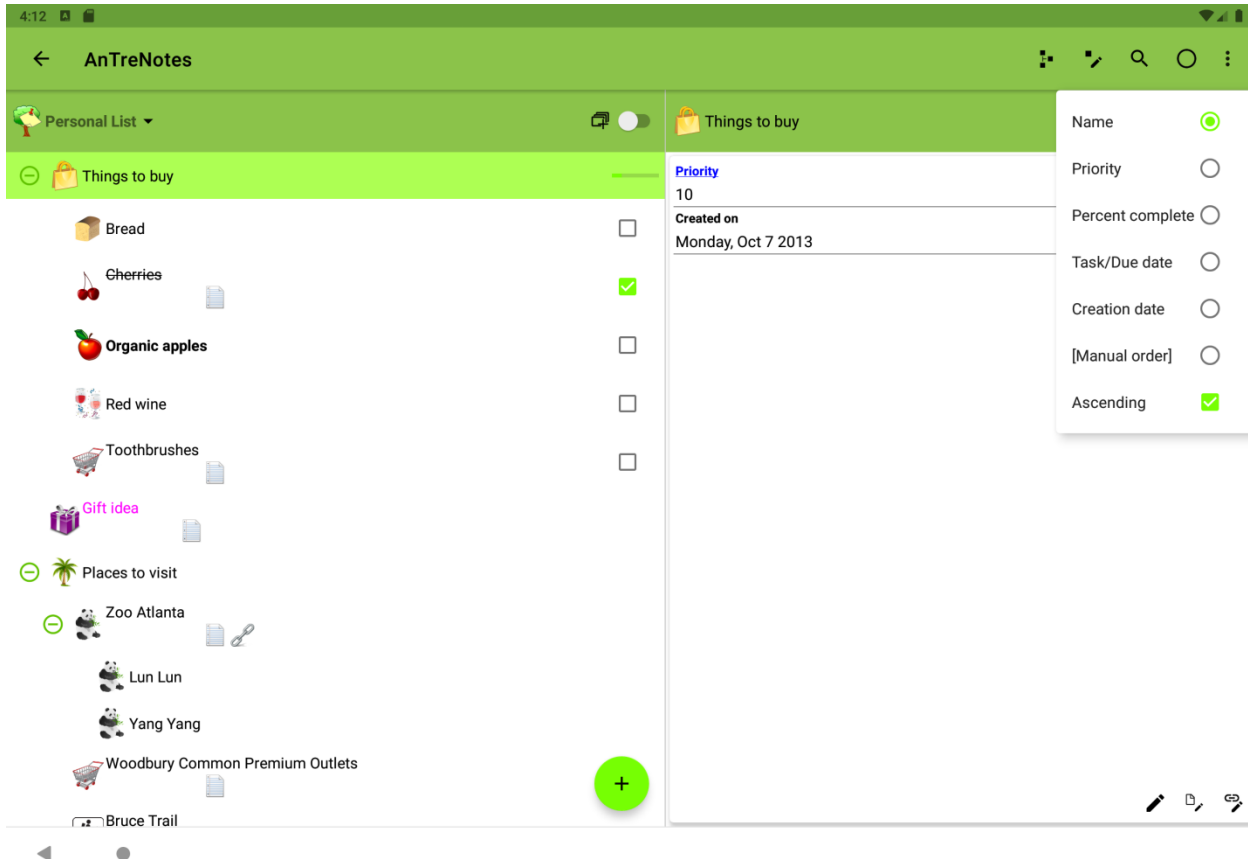 4:12
AnTreNotes
Personal List
Things to buy
Bread
Cherries
Organic apples
Red wine
Toothbrushes
Gift idea
Places to visit
Zoo Atlanta
Lun Lun
Yang Yang
Woodbury Common Premium Outlets
Bruce Trail
Things to buy
Priority
10
Created on
Monday, Oct 7 2013
Name
Priority
Percent complete
Task/Due date
Creation date
[Manual order]
Ascending